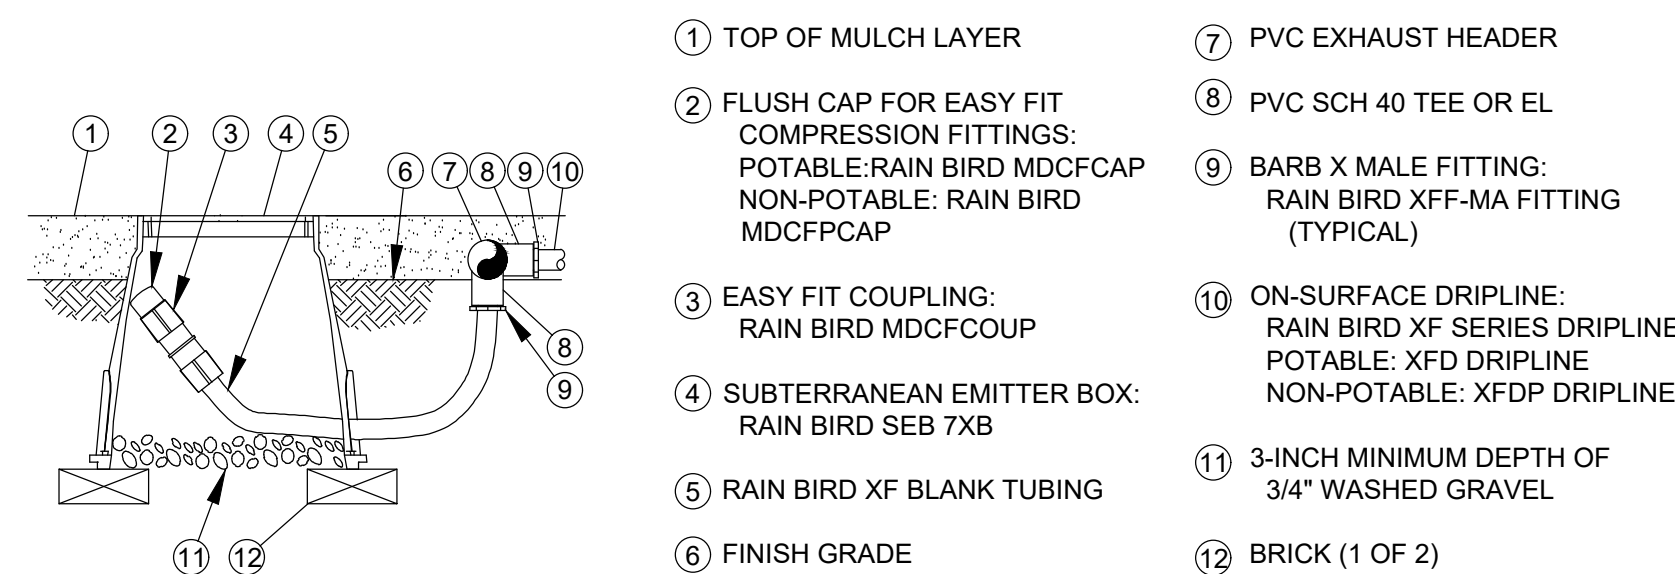 1 2 3 4 5
6 7 8 9 10
8
9
11 12
1 TOP OF MULCH LAYER
2 FLUSH CAP FOR EASY FIT
COMPRESSION FITTINGS:
POTABLE:RAIN BIRD MDCFCAP
NON-POTABLE: RAIN BIRD
MDCFPCAP
3 EASY FIT COUPLING:
RAIN BIRD MDCFCOUP
4 SUBTERRANEAN EMITTER BOX:
RAIN BIRD SEB 7XB
5 RAIN BIRD XF BLANK TUBING
6 FINISH GRADE
7 PVC EXHAUST HEADER
8 PVC SCH 40 TEE OR EL
9 BARB X MALE FITTING:
RAIN BIRD XFF-MA FITTING
(TYPICAL)
10 ON-SURFACE DRIPLINE:
RAIN BIRD XF SERIES DRIPLINE
POTABLE: XFD DRIPLINE
NON-POTABLE: XFDP DRIPLINE
11 3-INCH MINIMUM DEPTH OF
3/4" WASHED GRAVEL
12 BRICK (1 OF 2)